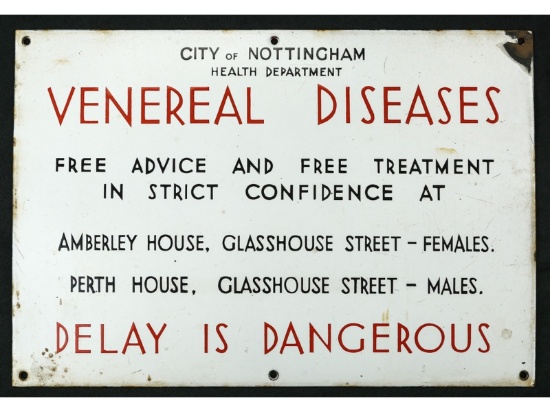 CITY OF NOTTINGHAM
HEALTH DEPARTMENT
VENEREAL DISEASES
FREE ADVICE AND FREE TREATMENT
IN STRICT CONFIDENCE AT
AMBERLEY HOUSE, GLASSHOUSE STREET – FEMALES.
PERTH HOUSE, GLASSHOUSE STREET – MALES.
DELAY IS DANGEROUS